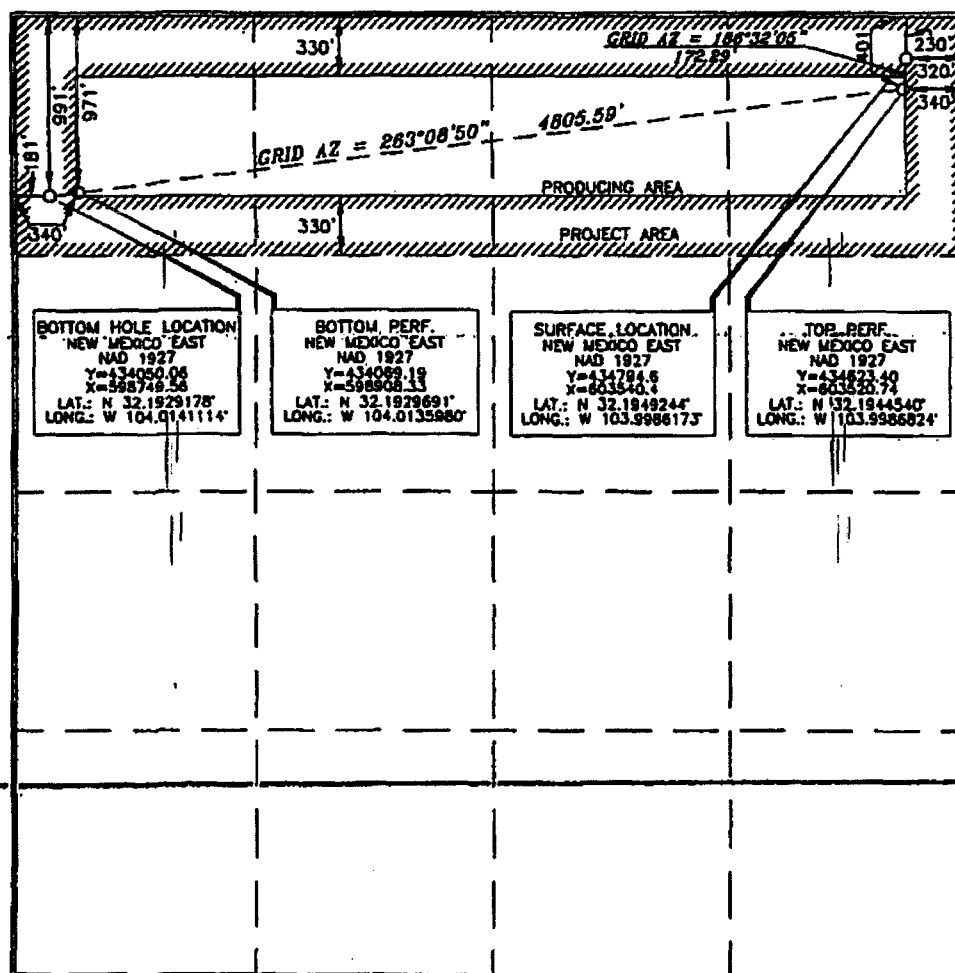 330'
GRID AZ = 186°32'05"
172.29'
401'
230'
320'
340'
991'
971'
181'
GRID AZ = 263°08'50" 4805.59'
PRODUCING AREA
340'
330'
PROJECT AREA
BOTTOM HOLE LOCATION
NEW MEXICO EAST
NAD 1927
Y=434050.06
X=598749.56
LAT.: N 32.1929178°
LONG.: W 104.0141114°
BOTTOM PERF.
NEW MEXICO EAST
NAD 1927
Y=434069.19
X=598908.33
LAT.: N 32.1929691°
LONG.: W 104.0135980°
SURFACE LOCATION
NEW MEXICO EAST
NAD 1927
Y=434794.6
X=603540.4
LAT.: N 32.1949244°
LONG.: W 103.9986173°
TOP PERF.
NEW MEXICO EAST
NAD 1927
Y=434623.40
X=603520.74
LAT.: N 32.1944540°
LONG.: W 103.9986824°